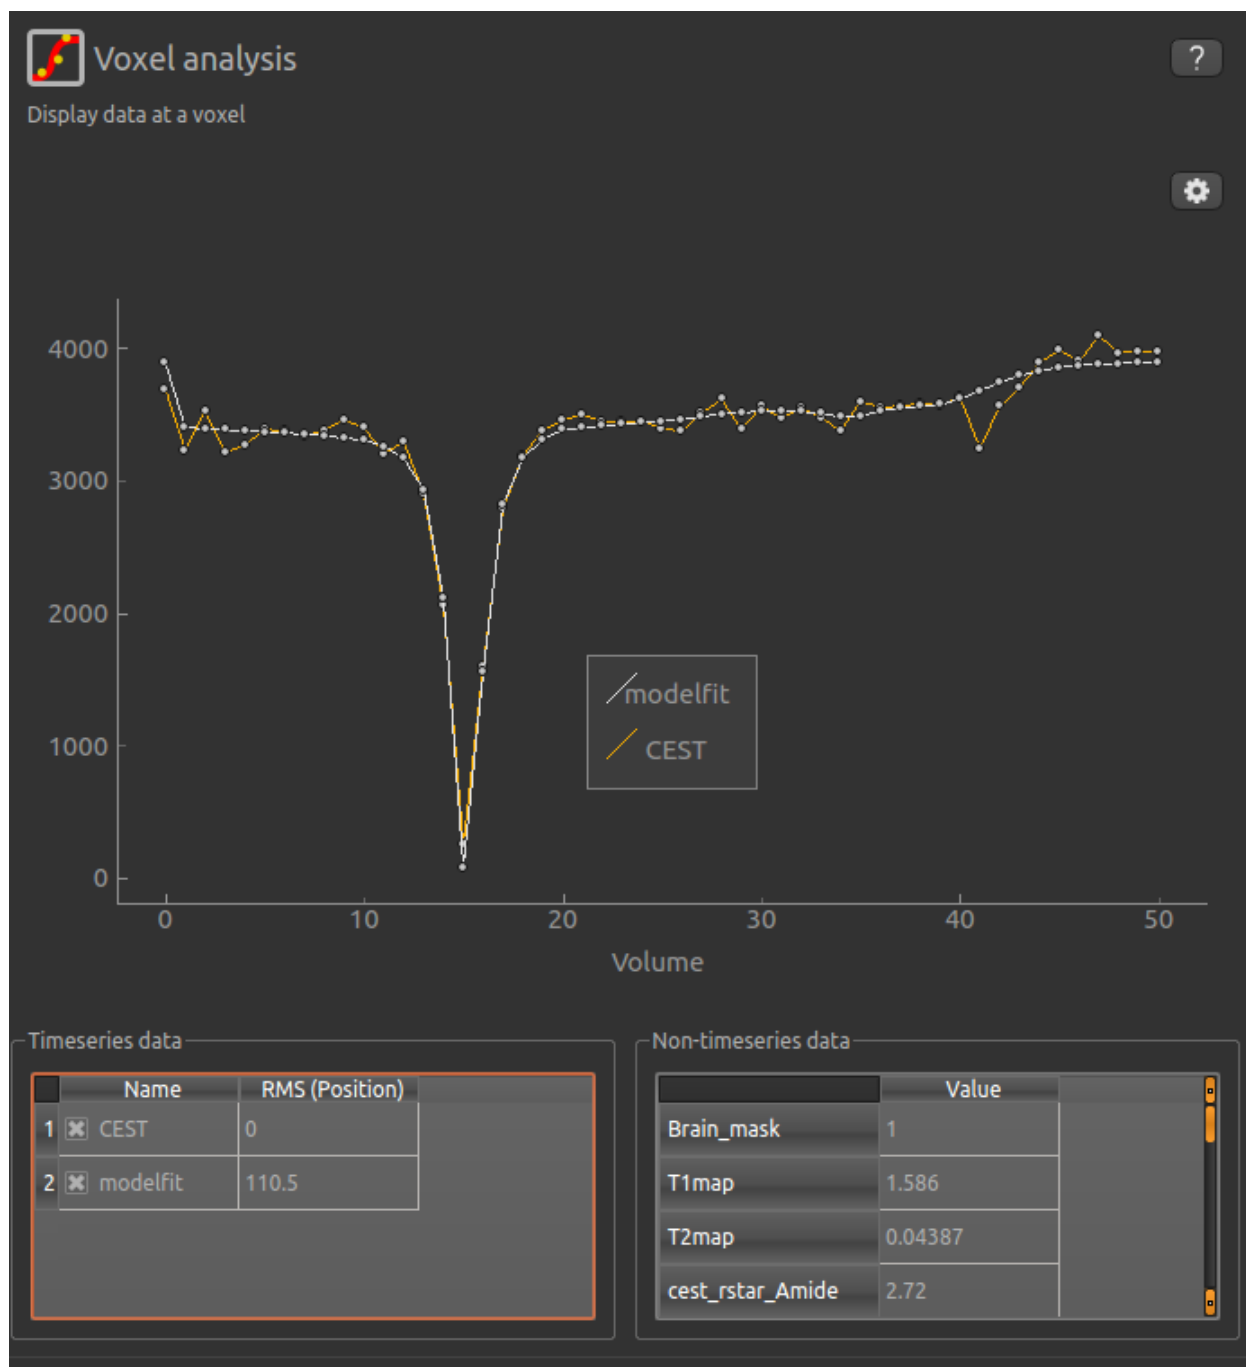 Voxel analysis
?
Display data at a voxel
4000
3000
2000
1000
0
modelfit
CEST
0 10 20 30 40 50
Volume
Timeseries data
Name RMS (Position)
1 CEST 0
2 modelfit 110.5
Non-timeseries data
Value
Brain_mask 1
T1map 1.586
T2map 0.04387
cest_rstar_Amide 2.72